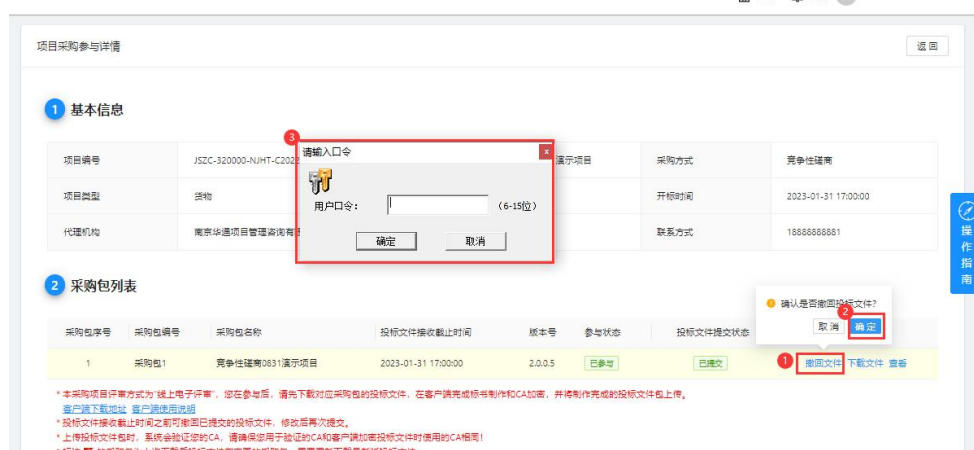 项目采购参与详情
返 回
1 基本信息
3
请输入口令
x
用户口令：
（6-15位）
确定
取消
项目编号
JSZC-320000-NJHT-C202
演示项目
采购方式
竞争性磋商
项目类型
货物
开标时间
2023-01-31 17:00:00
代理机构
南京华通项目管理咨询有
联系方式
18888888881
操作指南
2 采购包列表
确认是否撤回投标文件?
2
取 消
确 定
采购包序号 采购包编号 采购包名称 投标文件接收截止时间 版本号 参与状态 投标文件提交状态
1 采购包1 竞争性磋商0831演示项目 2023-01-31 17:00:00 2.0.0.5 已参与 已提交 1 撤回文件 下载文件 查看
* 本采购项目评审方式为"线上电子评审"，您在参与后，请先下载对应采购包的投标文件，在客户端完成标书制作和CA加密，并将制作完成的投标文件包上传。
客户端下载地址 客户端使用说明
* 投标文件接收截止时间之前可撤回已提交的投标文件，修改后再次提交。
* 上传投标文件包时，系统会验证您的CA，请确保您用于验证的CA和客户端加密投标文件时使用的CA相同！